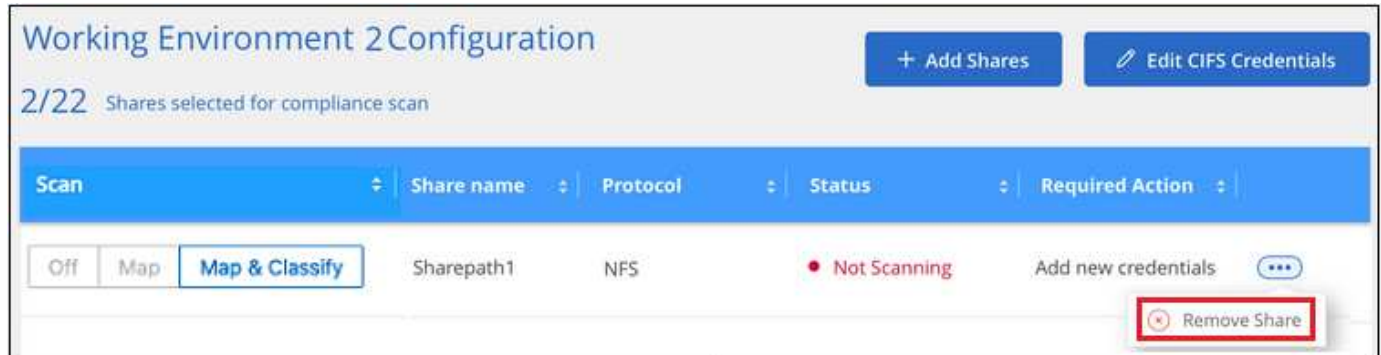 Working Environment 2 Configuration
+ Add Shares
Edit CIFS Credentials
2/22 Shares selected for compliance scan
Scan Share name Protocol Status Required Action
Off Map Map & Classify Sharepath1 NFS Not Scanning Add new credentials
Remove Share